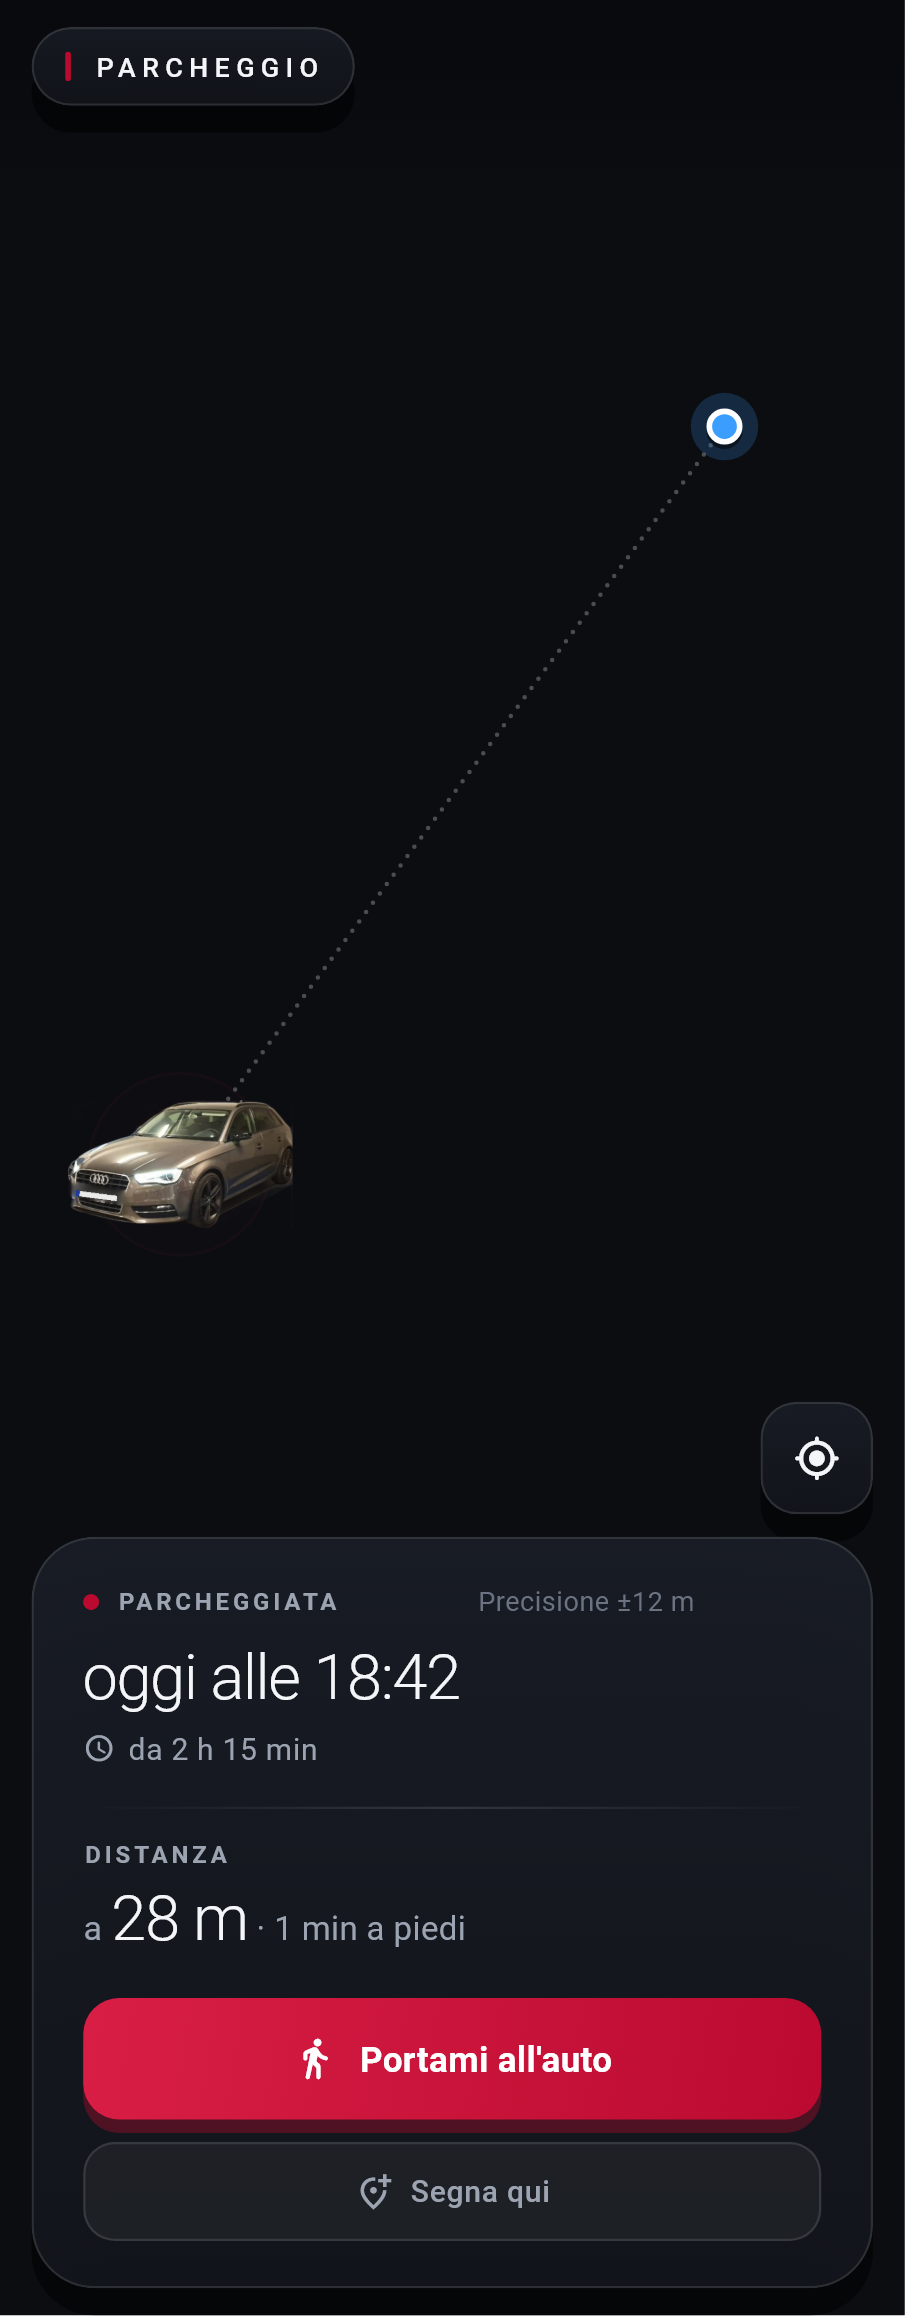 PARCHEGGIO
PARCHEGGIATA Precisione ±12 m
oggi alle 18:42
da 2 h 15 min
DISTANZA
a 28 m · 1 min a piedi
Portami all'auto
Segna qui